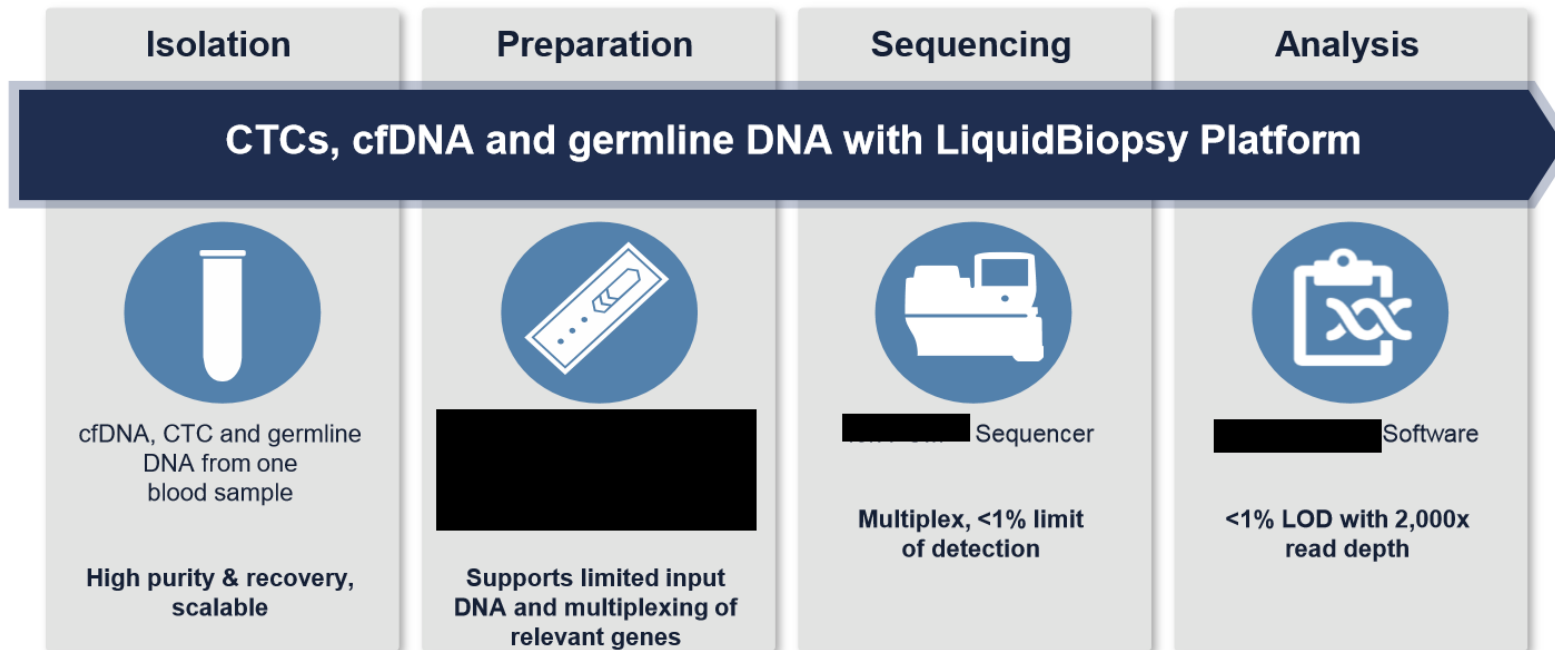 Isolation
Preparation
Sequencing
Analysis
CTCs, cfDNA and germline DNA with LiquidBiopsy Platform
cfDNA, CTC and germline
DNA from one
blood sample
High purity & recovery,
scalable
Supports limited input
DNA and multiplexing of
relevant genes
Sequencer
Multiplex, <1% limit
of detection
Software
<1% LOD with 2,000x
read depth